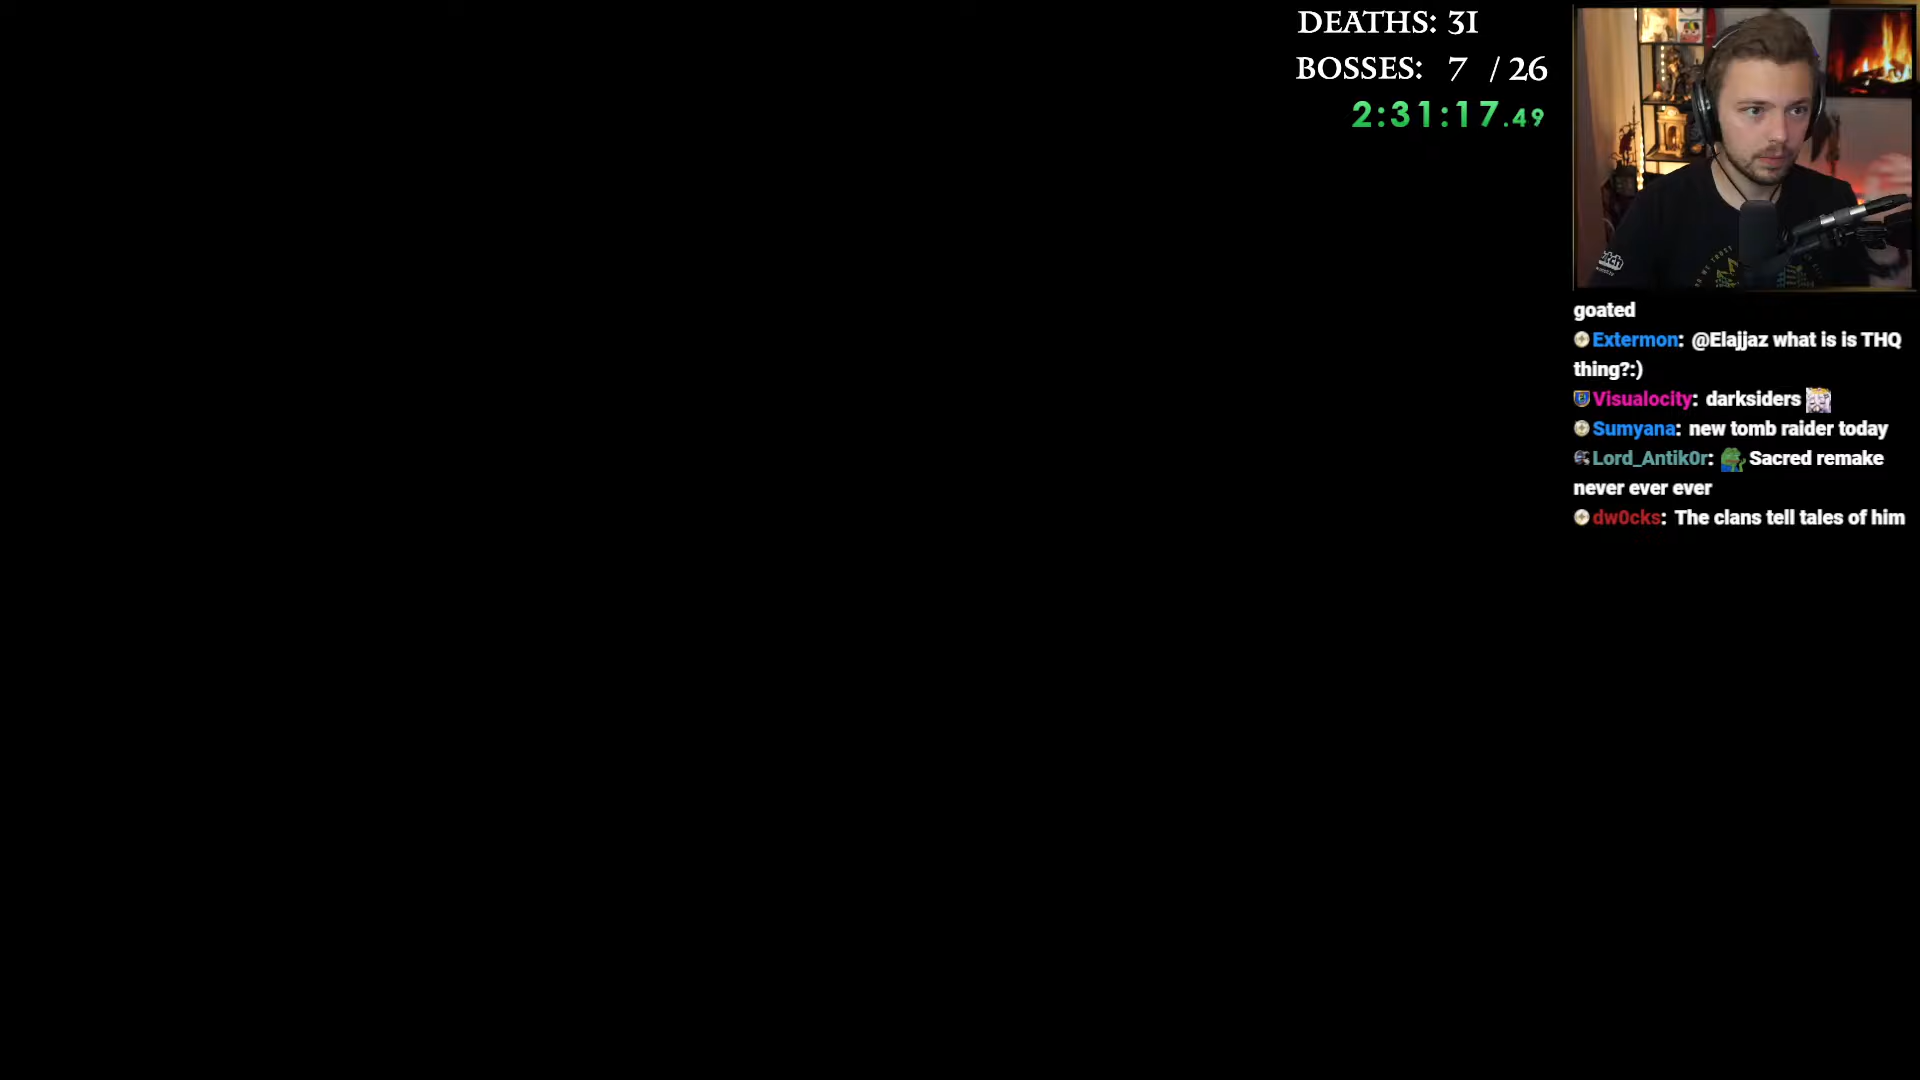 DEATHS: 31
BOSSES: 7 / 26
2:31:17.49
goated
Extermon: @Elajjaz what is is THQ
thing?:)
Visualocity: darksiders
Sumyana: new tomb raider today
Lord_Antik0r: Sacred remake
never ever ever
dw0cks: The clans tell tales of him